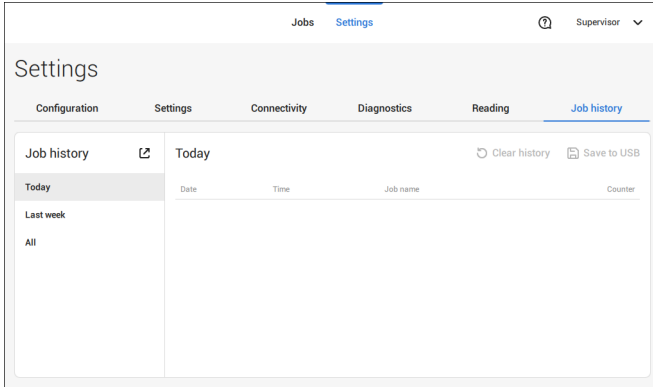 Jobs Settings Supervisor
Settings
Configuration Settings Connectivity Diagnostics Reading Job history
Job history Today Clear history Save to USB
Today Date Time Job name Counter
Last week
All